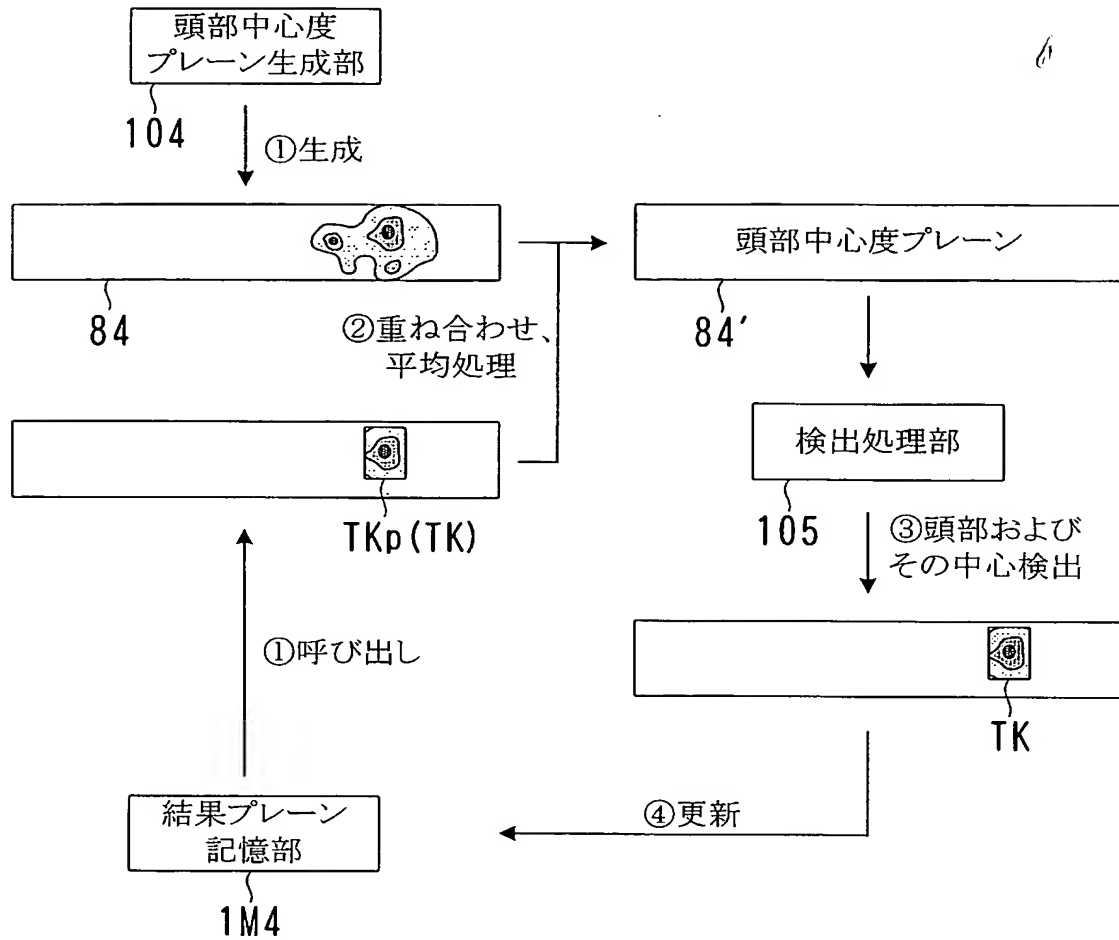 頭部中心度
プレーン生成部
104
①生成
84
②重ね合わせ、
平均処理
頭部中心度プレーン
84'
検出処理部
105
TKp(TK)
③頭部および
その中心検出
①呼び出し
TK
結果プレーン
記憶部
④更新
1M4